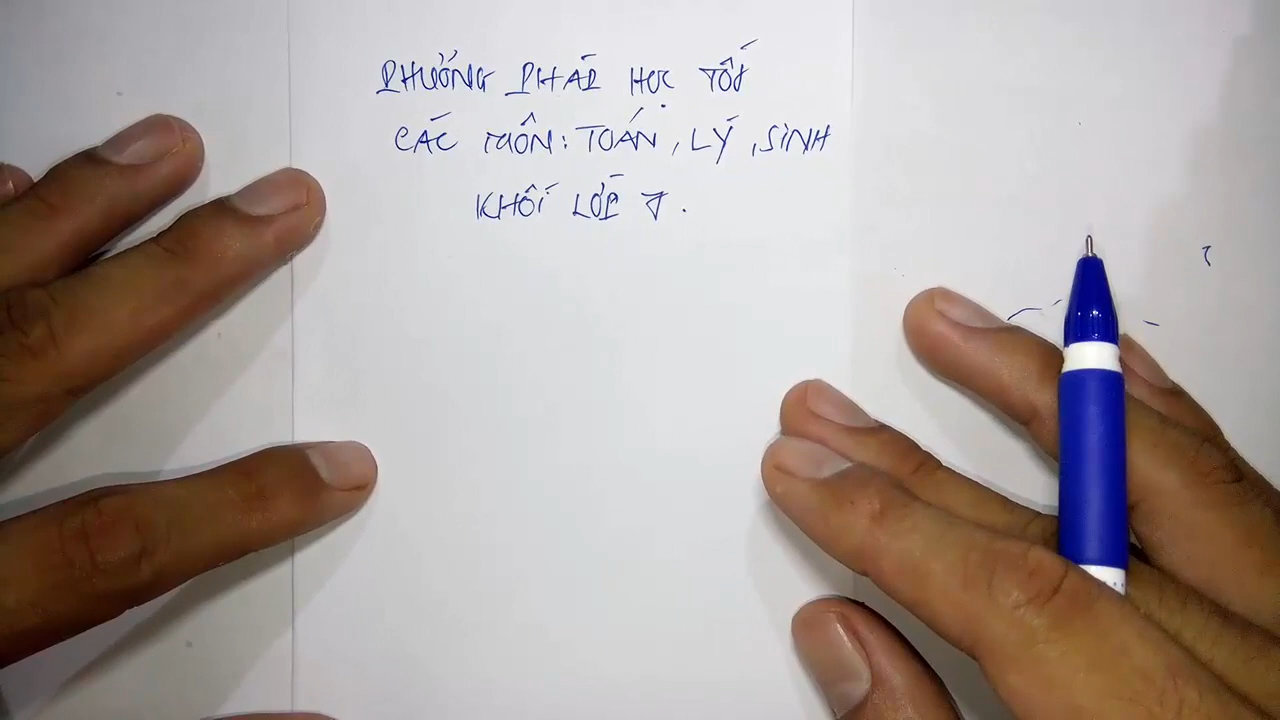 PHƯƠNG PHÁP HỌC TỐT
CÁC MÔN: TOÁN, LÝ, SINH
KHỐI LỚP 7.